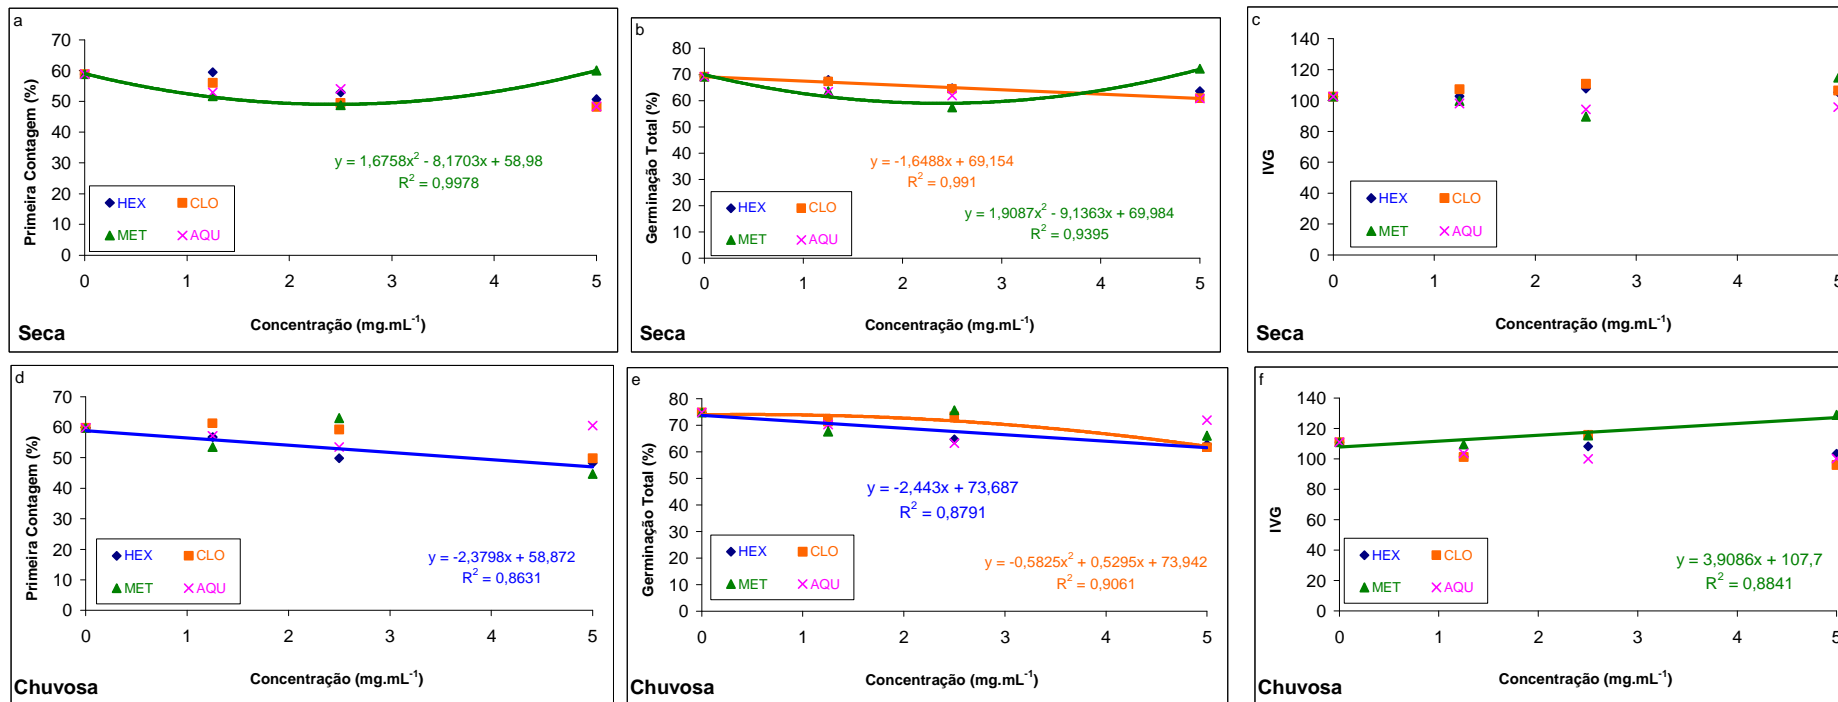 a
Primeira Contagem (%)
70
60
50
40
30
20
10
0
0 1 2 3 4 5
y = 1,6758x² - 8,1703x + 58,98
R² = 0,9978
HEX CLO
MET AQU
Concentração (mg.mL⁻¹)
Seca
b
Germinação Total (%)
80
70
60
50
40
30
20
10
0
0 1 2 3 4 5
y = -1,6488x + 69,154
R² = 0,991
y = 1,9087x² - 9,1363x + 69,984
R² = 0,9395
HEX CLO
MET AQU
Concentração (mg.mL⁻¹)
Seca
c
IVG
140
120
100
80
60
40
20
0
0 1 2 3 4 5
HEX CLO
MET AQU
Concentração (mg.mL⁻¹)
Seca
d
Primeira Contagem (%)
70
60
50
40
30
20
10
0
0 1 2 3 4 5
y = -2,3798x + 58,872
R² = 0,8631
HEX CLO
MET AQU
Concentração (mg.mL⁻¹)
Chuvosa
e
Germinação Total (%)
80
70
60
50
40
30
20
10
0
0 1 2 3 4 5
y = -2,443x + 73,687
R² = 0,8791
y = -0,5825x² + 0,5295x + 73,942
R² = 0,9061
HEX CLO
MET AQU
Concentração (mg.mL⁻¹)
Chuvosa
f
IVG
140
120
100
80
60
40
20
0
0 1 2 3 4 5
y = 3,9086x + 107,7
R² = 0,8841
HEX CLO
MET AQU
Concentração (mg.mL⁻¹)
Chuvosa